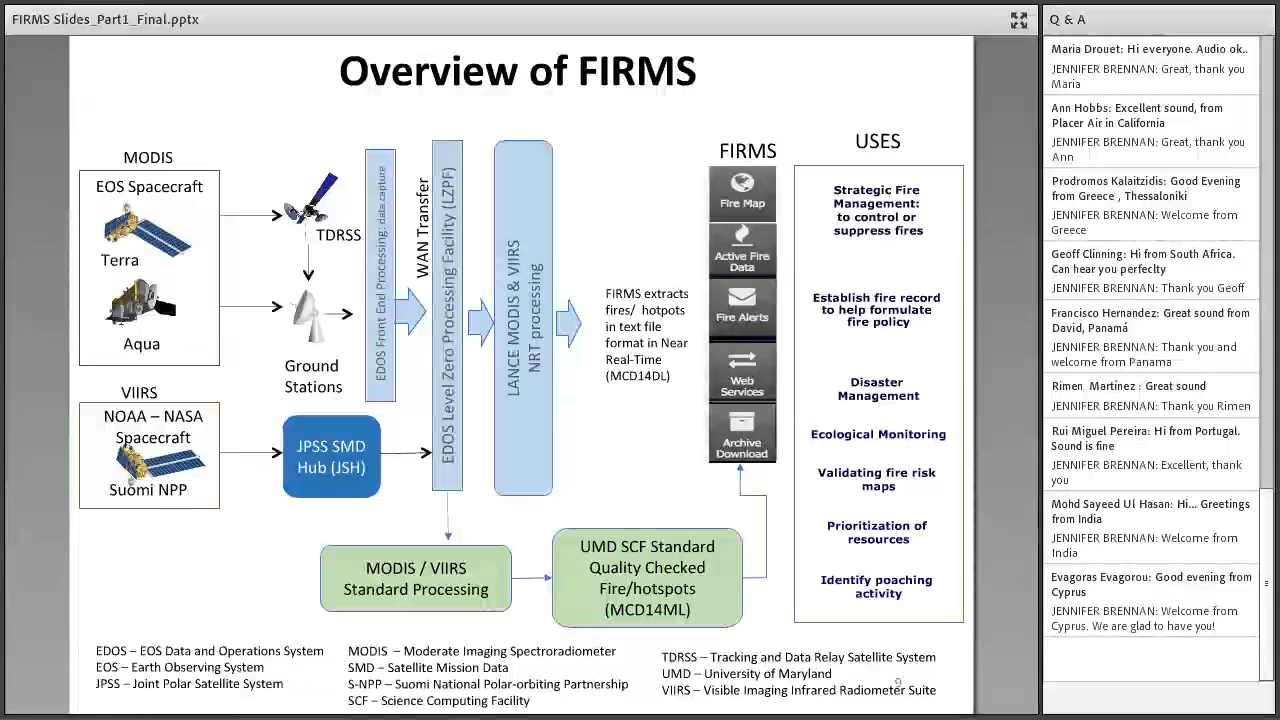 FIRMS Slides_Part1_Final.pptx
Overview of FIRMS
MODIS
EOS Spacecraft
Terra
Aqua
VIIRS
NOAA – NASA
Spacecraft
Suomi NPP
TDRSS
Ground
Stations
JPSS SMD
Hub (JSH)
EDOS Front End Processing: data capture
WAN Transfer
EDOS Level Zero Processing Facility (LZPF)
LANCE MODIS & VIIRS
NRT processing
FIRMS extracts
fires/ hotpots
in text file
format in Near
Real-Time
(MCD14DL)
FIRMS
Fire Map
Active Fire
Data
Fire Alerts
Web
Services
Archive
Download
USES
Strategic Fire
Management:
to control or
suppress fires
Establish fire record
to help formulate
fire policy
Disaster
Management
Ecological Monitoring
Validating fire risk
maps
Prioritization of
resources
Identify poaching
activity
MODIS / VIIRS
Standard Processing
UMD SCF Standard
Quality Checked
Fire/hotspots
(MCD14ML)
EDOS – EOS Data and Operations System
EOS – Earth Observing System
JPSS – Joint Polar Satellite System
MODIS – Moderate Imaging Spectroradiometer
SMD – Satellite Mission Data
S-NPP – Suomi National Polar-orbiting Partnership
SCF – Science Computing Facility
TDRSS – Tracking and Data Relay Satellite System
UMD – University of Maryland
VIIRS – Visible Imaging Infrared Radiometer Suite
9
Q & A
Maria Drouet: Hi everyone. Audio ok..
JENNIFER BRENNAN: Great, thank you
Maria
Ann Hobbs: Excellent sound, from
Placer Air in California
JENNIFER BRENNAN: Great, thank you
Ann
Prodromos Kalaitzidis: Good Evening
from Greece , Thessaloniki
JENNIFER BRENNAN: Welcome from
Greece
Geoff Clinning: Hi from South Africa.
Can hear you perfeclty
JENNIFER BRENNAN: Thank you Geoff
Francisco Hernandez: Great sound from
David, Panamá
JENNIFER BRENNAN: Thank you and
welcome from Panama
Rimen Martínez : Great sound
JENNIFER BRENNAN: Thank you Rimen
Rui Miguel Pereira: Hi from Portugal.
Sound is fine
JENNIFER BRENNAN: Excellent, thank
you
Mohd Sayeed Ul Hasan: Hi... Greetings
from India
JENNIFER BRENNAN: Welcome from
India
Evagoras Evagorou: Good evening from
Cyprus
JENNIFER BRENNAN: Welcome from
Cyprus. We are glad to have you!